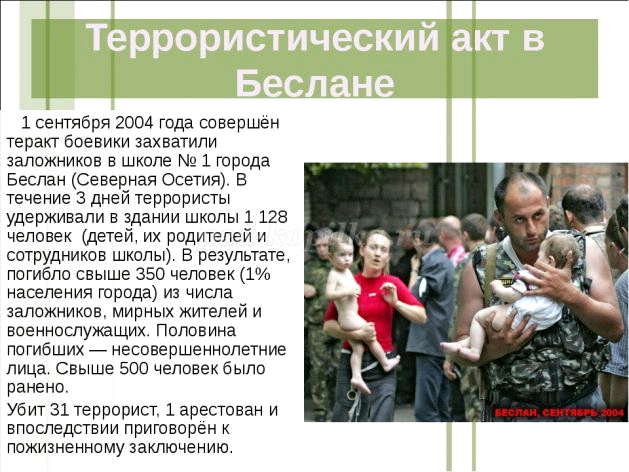 Террористический акт в
Беслане
1 сентября 2004 года совершён
теракт боевики захватили
заложников в школе № 1 города
Беслан (Северная Осетия). В
течение 3 дней террористы
удерживали в здании школы 1 128
человек (детей, их родителей и
сотрудников школы). В результате,
погибло свыше 350 человек (1%
населения города) из числа
заложников, мирных жителей и
военнослужащих. Половина
погибших — несовершеннолетние
лица. Свыше 500 человек было
ранено.
Убит 31 террорист, 1 арестован и
впоследствии приговорён к
пожизненному заключению.
БЕСЛАН, СЕНТЯБРЬ 2004